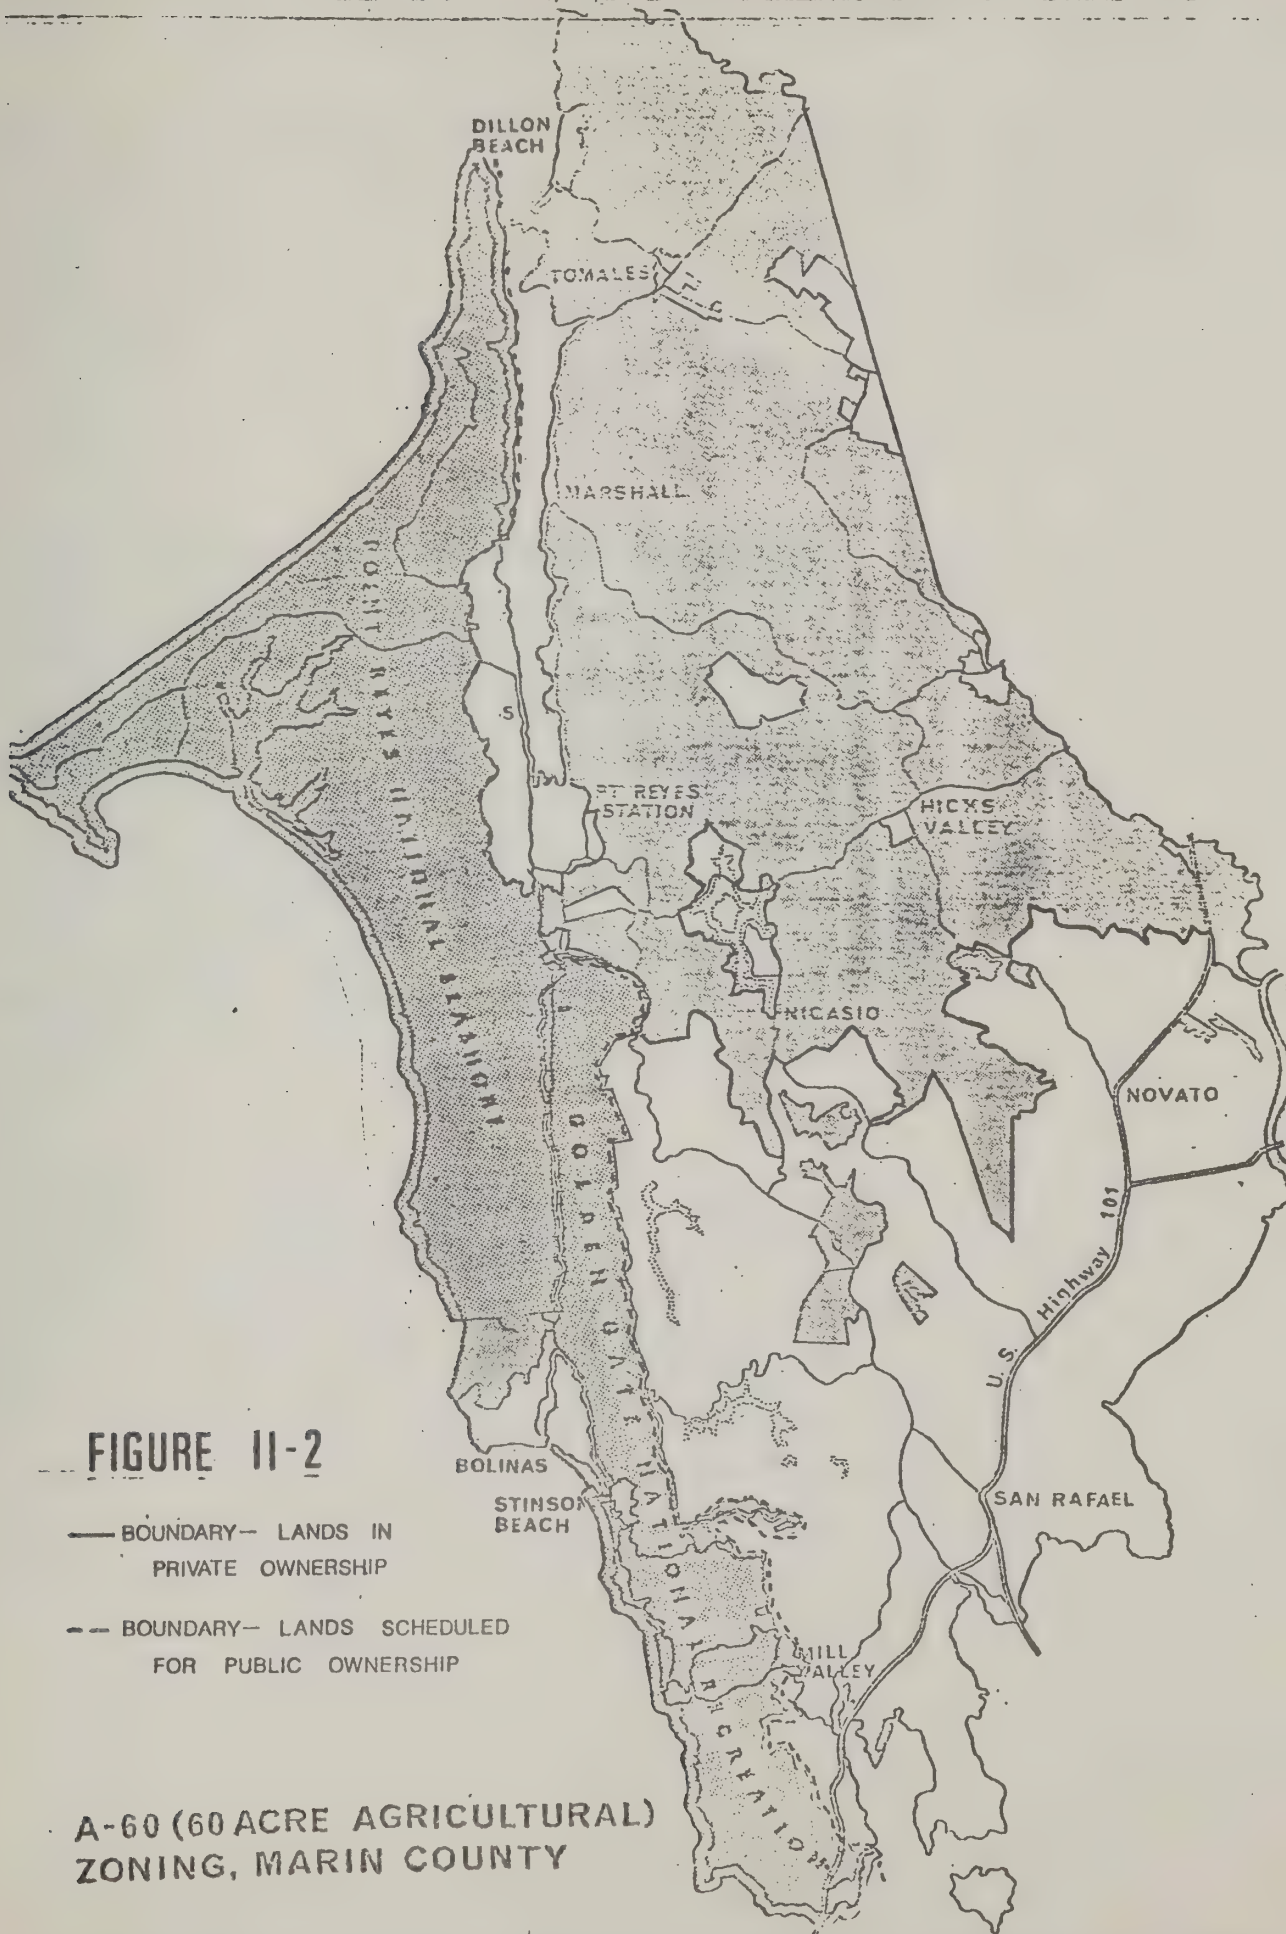 DILLON
BEACH
TOMALES
MARSHALL
POINT REYES NATIONAL SEASHORE
S
PT REYES
STATION
HICKS
VALLEY
NICASIO
NOVATO
GOLDEN GATE NATIONAL RECREATION
U.S. Highway 101
BOLINAS
STINSON
BEACH
SAN RAFAEL
MILL
VALLEY
FIGURE II-2
BOUNDARY— LANDS IN
PRIVATE OWNERSHIP
BOUNDARY— LANDS SCHEDULED
FOR PUBLIC OWNERSHIP
A-60 (60 ACRE AGRICULTURAL)
ZONING, MARIN COUNTY